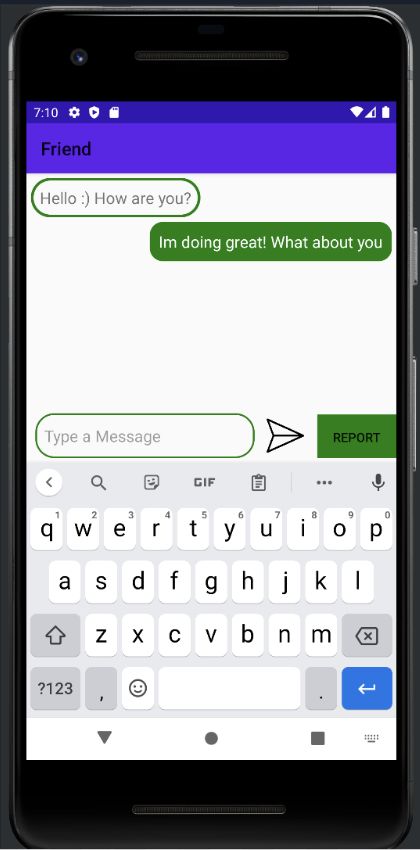 7:10
Friend
Hello :) How are you?
Im doing great! What about you
Type a Message
REPORT
GIF
1 2 3 4 5 6 7 8 9 0
q w e r t y u i o p
a s d f g h j k l
z x c v b n m
?123 , .